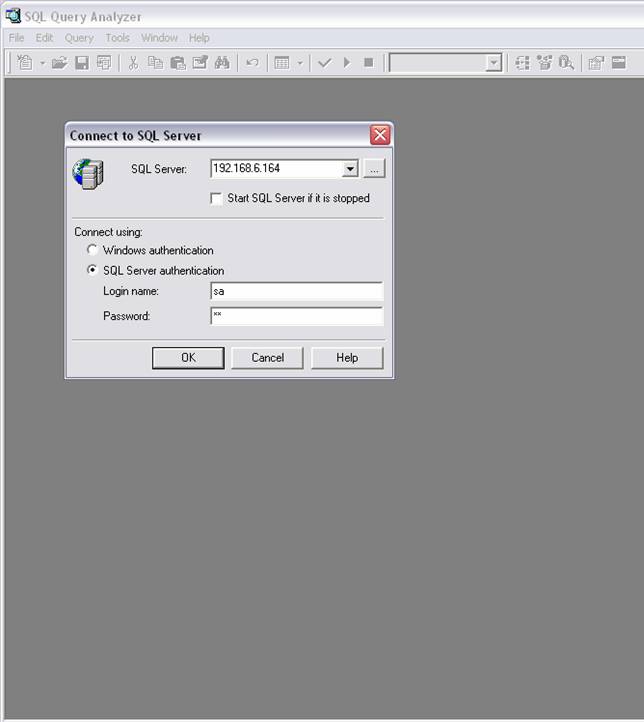 SQL Query Analyzer
File Edit Query Tools Window Help
Connect to SQL Server
SQL Server: 192.168.6.164 ...
Start SQL Server if it is stopped
Connect using:
Windows authentication
SQL Server authentication
Login name: sa
Password: **
OK Cancel Help